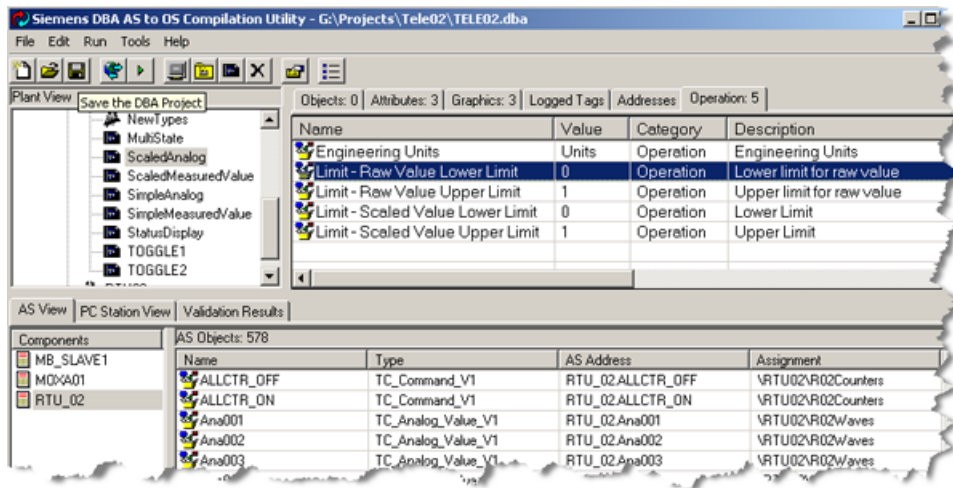 Siemens DBA AS to OS Compilation Utility - G:\Projects\Tele02\TELE02.dba
File Edit Run Tools Help
Plant View
Save the DBA Project
Objects: 0 Attributes: 3 Graphics: 3 Logged Tags Addresses Operation: 5
NewTypes
MultiState
ScaledAnalog
ScaledMeasuredValue
SimpleAnalog
SimpleMeasuredValue
StatusDisplay
TOGGLE1
TOGGLE2
Name Value Category Description
Engineering Units Units Operation Engineering Units
Limit - Raw Value Lower Limit 0 Operation Lower limit for raw value
Limit - Raw Value Upper Limit 1 Operation Upper limit for raw value
Limit - Scaled Value Lower Limit 0 Operation Lower Limit
Limit - Scaled Value Upper Limit 1 Operation Upper Limit
AS View PC Station View Validation Results
Components
MB_SLAVE1
MOXA01
RTU_02
AS Objects: 578
Name Type AS Address Assignment
ALLCTR_OFF TC_Command_V1 RTU_02.ALLCTR_OFF \RTU02\R02Counters
ALLCTR_ON TC_Command_V1 RTU_02.ALLCTR_ON \RTU02\R02Counters
Ana001 TC_Analog_Value_V1 RTU_02.Ana001 \RTU02\R02Waves
Ana002 TC_Analog_Value_V1 RTU_02.Ana002 \RTU02\R02Waves
Ana003 TC_Analog_Value_V1 RTU_02.Ana003 \RTU02\R02Waves